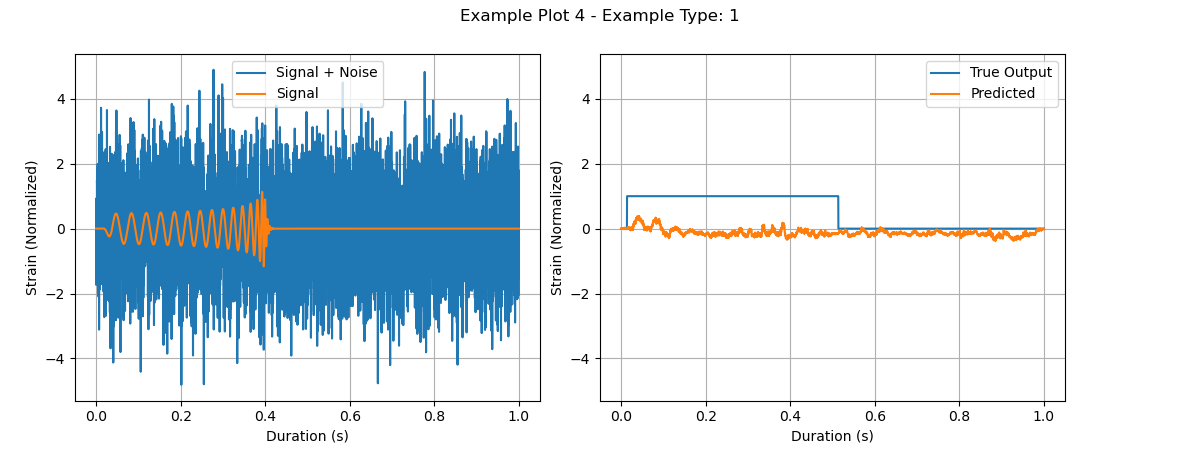 Example Plot 4 - Example Type: 1
Signal + Noise
Signal
Strain (Normalized)
4
2
0
−2
−4
0.0 0.2 0.4 0.6 0.8 1.0
Duration (s)
True Output
Predicted
Strain (Normalized)
4
2
0
−2
−4
0.0 0.2 0.4 0.6 0.8 1.0
Duration (s)